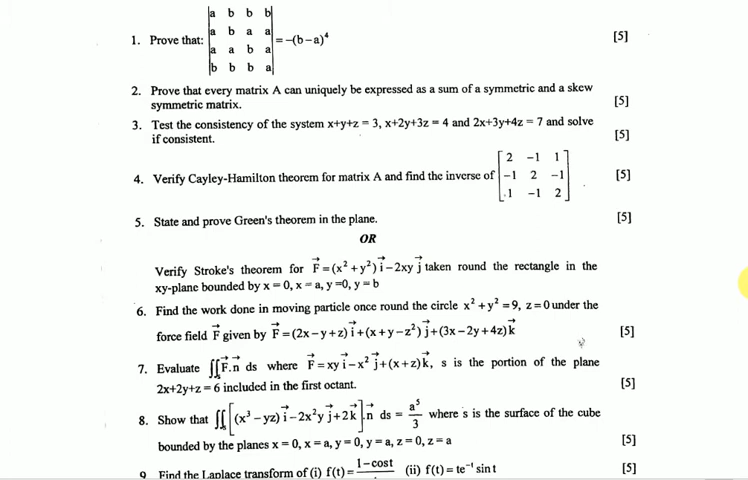 1. Prove that: |a b b b| = -(b - a)⁴ [5]
|a b a a|
|a a b a|
|b b b a|
2. Prove that every matrix A can uniquely be expressed as a sum of a symmetric and a skew
symmetric matrix. [5]
3. Test the consistency of the system x+y+z = 3, x+2y+3z = 4 and 2x+3y+4z = 7 and solve
if consistent. [5]
4. Verify Cayley-Hamilton theorem for matrix A and find the inverse of [2 -1 1; -1 2 -1; 1 -1 2] [5]
5. State and prove Green's theorem in the plane. [5]
OR
Verify Stroke's theorem for F⃗ = (x² + y²) i⃗ - 2xy j⃗ taken round the rectangle in the
xy-plane bounded by x = 0, x = a, y =0, y = b
6. Find the work done in moving particle once round the circle x² + y² = 9, z = 0 under the
force field F⃗ given by F⃗ = (2x - y + z) i⃗ + (x + y - z²) j⃗ + (3x - 2y + 4z) k⃗ [5]
7. Evaluate ∬ₛ F⃗.n⃗ ds where F⃗ = xy i⃗ - x² j⃗ + (x + z) k⃗, s is the portion of the plane
2x+2y+z = 6 included in the first octant. [5]
8. Show that ∬ₛ [(x³ - yz) i⃗ - 2x²y j⃗ + 2 k⃗].n⃗ ds = a⁵/3 where s is the surface of the cube
bounded by the planes x = 0, x = a, y = 0, y = a, z = 0, z = a [5]
9. Find the Laplace transform of (i) f(t) = 1 - cost (ii) f(t) = te⁻ᵗ sin t [5]